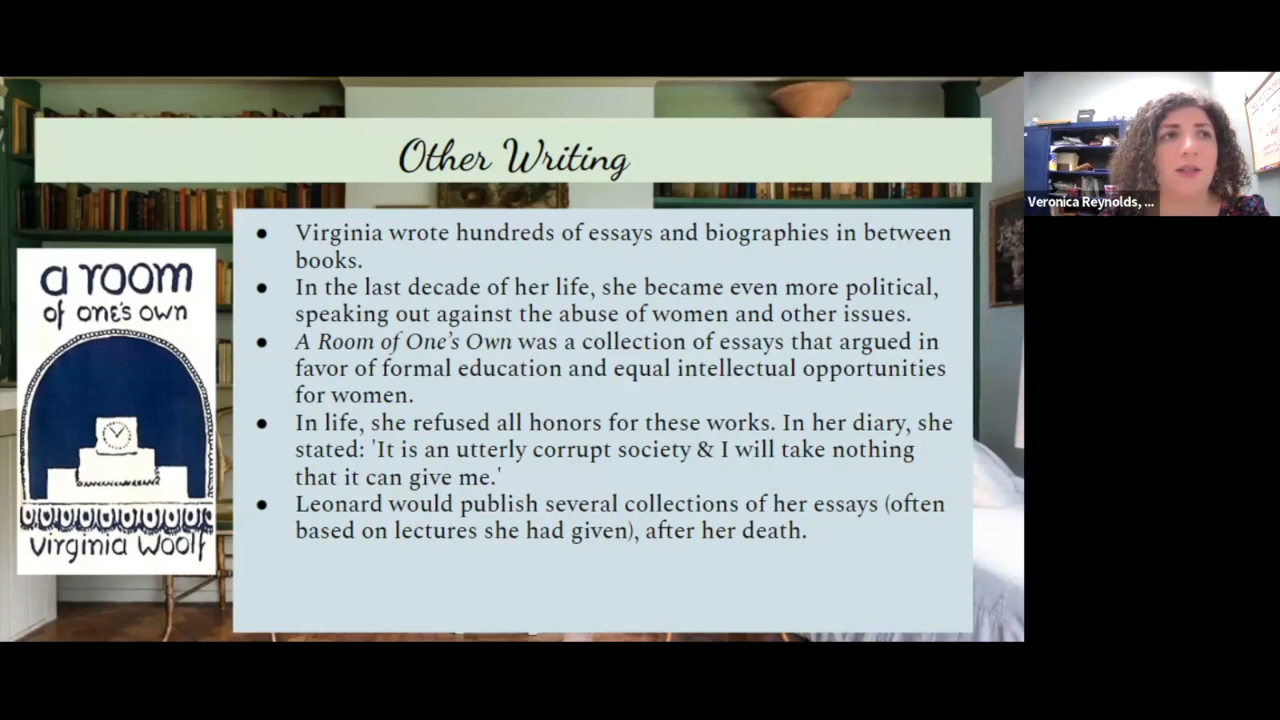 Other Writing
Veronica Reynolds, ...
● Virginia wrote hundreds of essays and biographies in between
books.
● In the last decade of her life, she became even more political,
speaking out against the abuse of women and other issues.
● A Room of One’s Own was a collection of essays that argued in
favor of formal education and equal intellectual opportunities
for women.
● In life, she refused all honors for these works. In her diary, she
stated: 'It is an utterly corrupt society & I will take nothing
that it can give me.'
● Leonard would publish several collections of her essays (often
based on lectures she had given), after her death.
a room
of one's own
Virginia Woolf